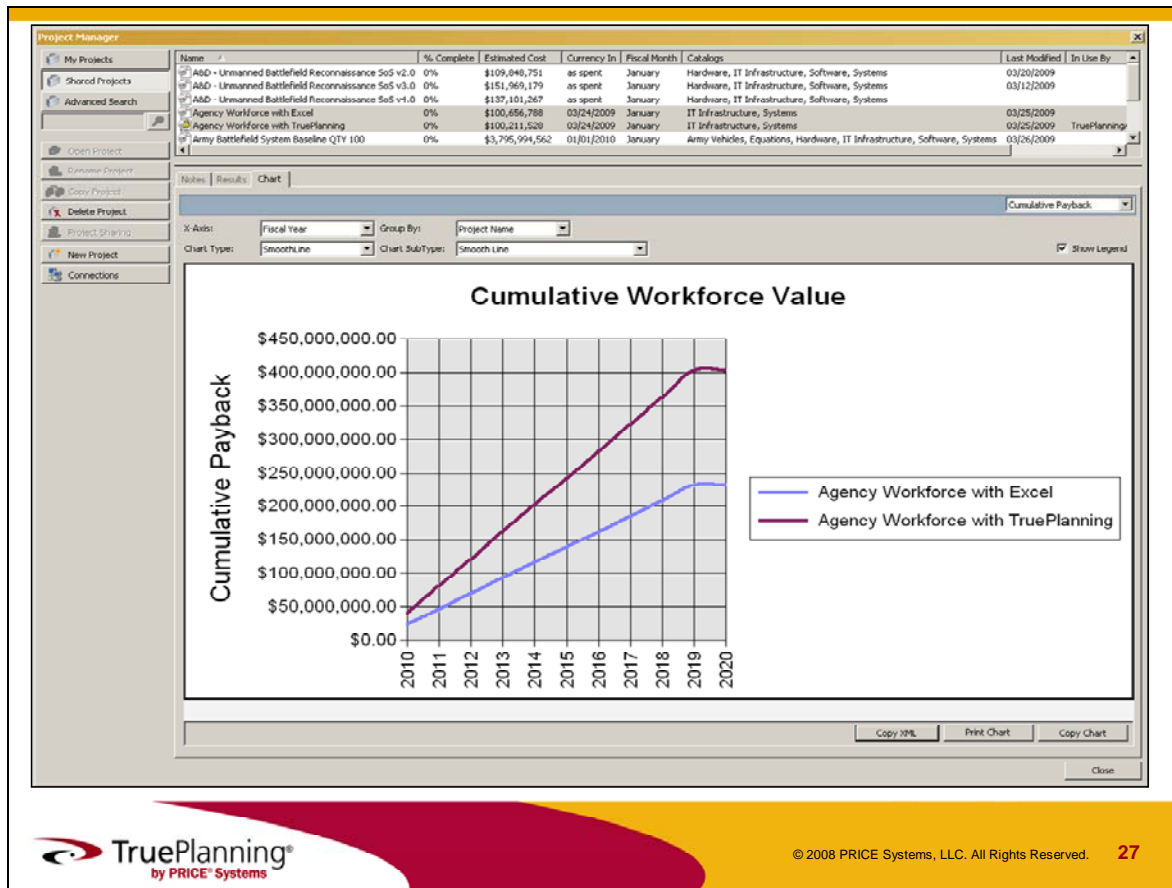 Project Manager
My Projects
Shared Projects
Advanced Search
Open Project
Rename Project
Copy Project
Delete Project
Project Sharing
New Project
Connections
Name % Complete Estimated Cost Currency In Fiscal Month Catalogs Last Modified In Use By
A&D - Unmanned Battlefield Reconnaissance SoS v2.0 0% $109,848,751 as spent January Hardware, IT Infrastructure, Software, Systems 03/20/2009
A&D - Unmanned Battlefield Reconnaissance SoS v3.0 0% $151,969,179 as spent January Hardware, IT Infrastructure, Software, Systems 03/12/2009
A&D - Unmanned Battlefield Reconnaissance SoS v4.0 0% $137,101,267 as spent January Hardware, IT Infrastructure, Software, Systems
Agency Workforce with Excel 0% $100,656,788 03/24/2009 January IT Infrastructure, Systems 03/25/2009
Agency Workforce with TruePlanning 0% $100,211,528 03/24/2009 January IT Infrastructure, Systems 03/25/2009 TruePlanning
Army Battlefield System Baseline QTY 100 0% $3,795,994,562 01/01/2010 January Army Vehicles, Equations, Hardware, IT Infrastructure, Software, Systems 03/26/2009
Notes Results Chart
Cumulative Payback
X-Axis: Fiscal Year Group By: Project Name
Chart Type: SmoothLine Chart SubType: Smooth Line Show Legend
Cumulative Workforce Value
Cumulative Payback
$450,000,000.00
$400,000,000.00
$350,000,000.00
$300,000,000.00
$250,000,000.00
$200,000,000.00
$150,000,000.00
$100,000,000.00
$50,000,000.00
$0.00
2010 2011 2012 2013 2014 2015 2016 2017 2018 2019 2020
Agency Workforce with Excel
Agency Workforce with TruePlanning
Copy XML Print Chart Copy Chart
Close
TruePlanning®
by PRICE® Systems
© 2008 PRICE Systems, LLC. All Rights Reserved. 27